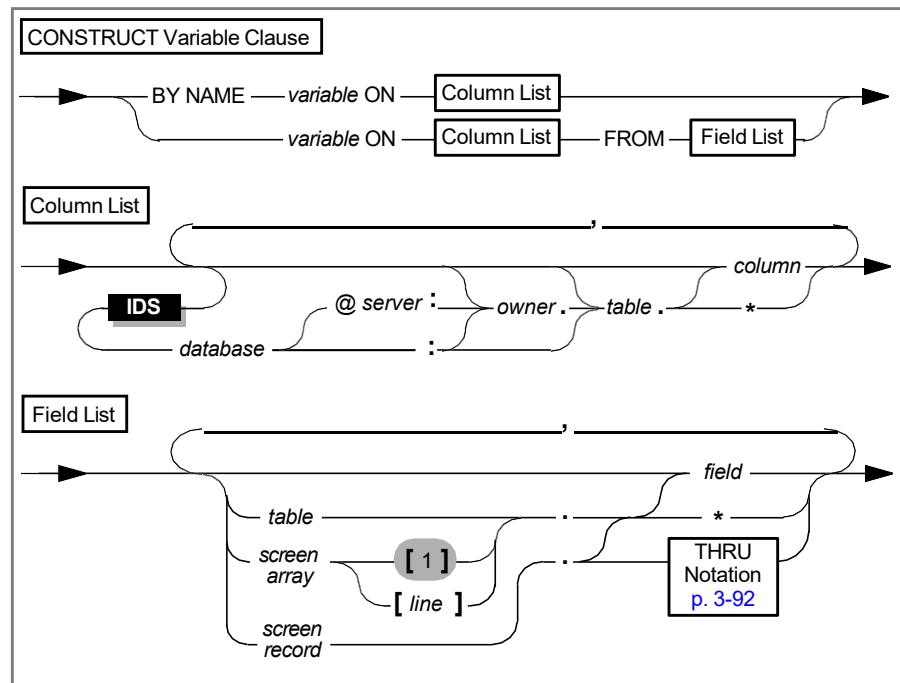 CONSTRUCT Variable Clause
BY NAME variable ON Column List
variable ON Column List FROM Field List
Column List
,
column
IDS @ server : owner . table . *
database :
Field List
,
field
table . *
screen array [ 1 ] . THRU Notation p. 3-92
[ line ]
screen record